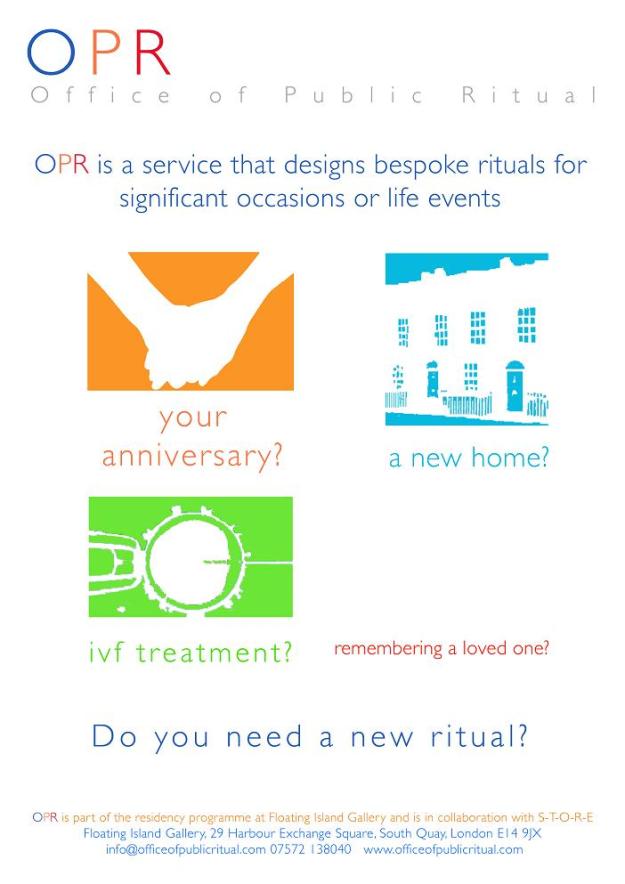 OPR
Office of Public Ritual
OPR is a service that designs bespoke rituals for
significant occasions or life events
your
anniversary?
a new home?
ivf treatment?
remembering a loved one?
Do you need a new ritual?
OPR is part of the residency programme at Floating Island Gallery and is in collaboration with S-T-O-R-E
Floating Island Gallery, 29 Harbour Exchange Square, South Quay, London E14 9JX
info@officeofpublicritual.com 07572 138040 www.officeofpublicritual.com